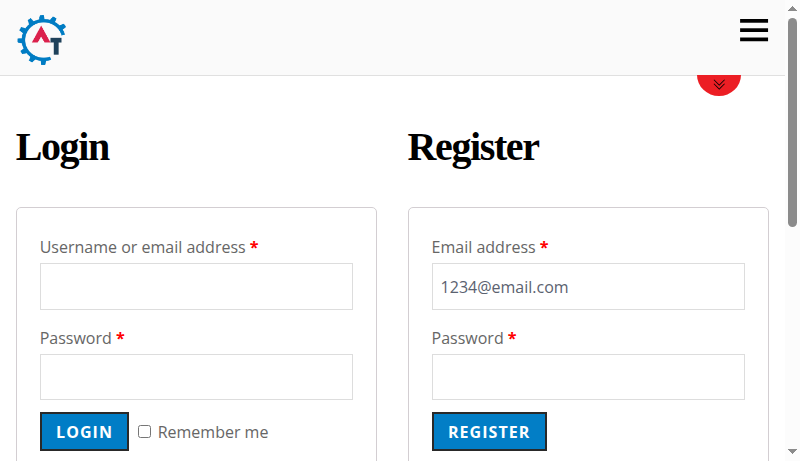 AT
Login
Register
Username or email address *
Password *
LOGIN
Remember me
Email address *
1234@email.com
Password *
REGISTER